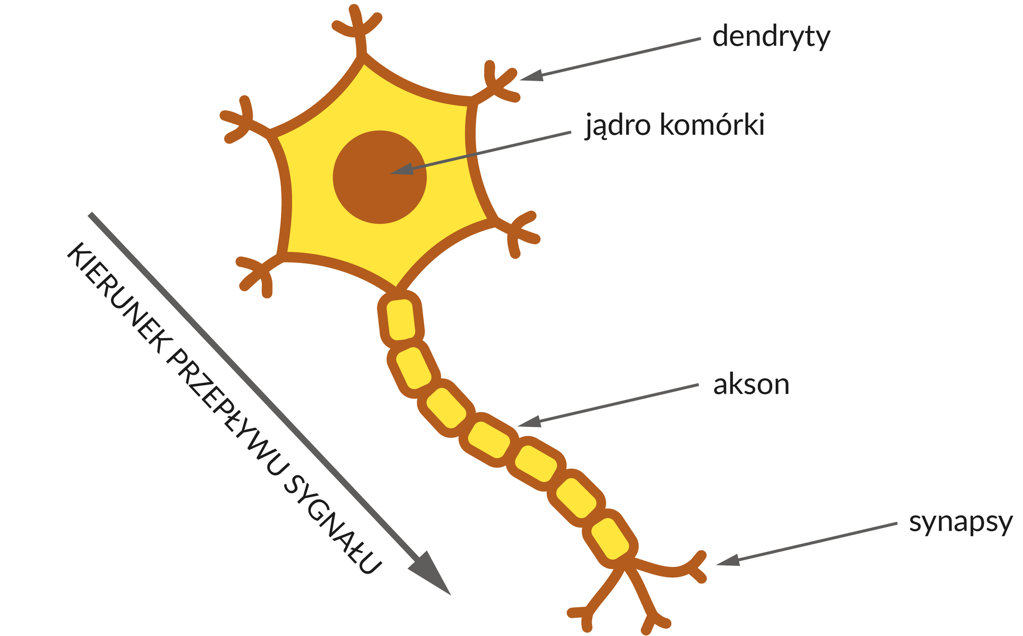 dendryty
jądro komórki
KIERUNEK PRZEPŁYWU SYGNAŁU
akson
synapsy